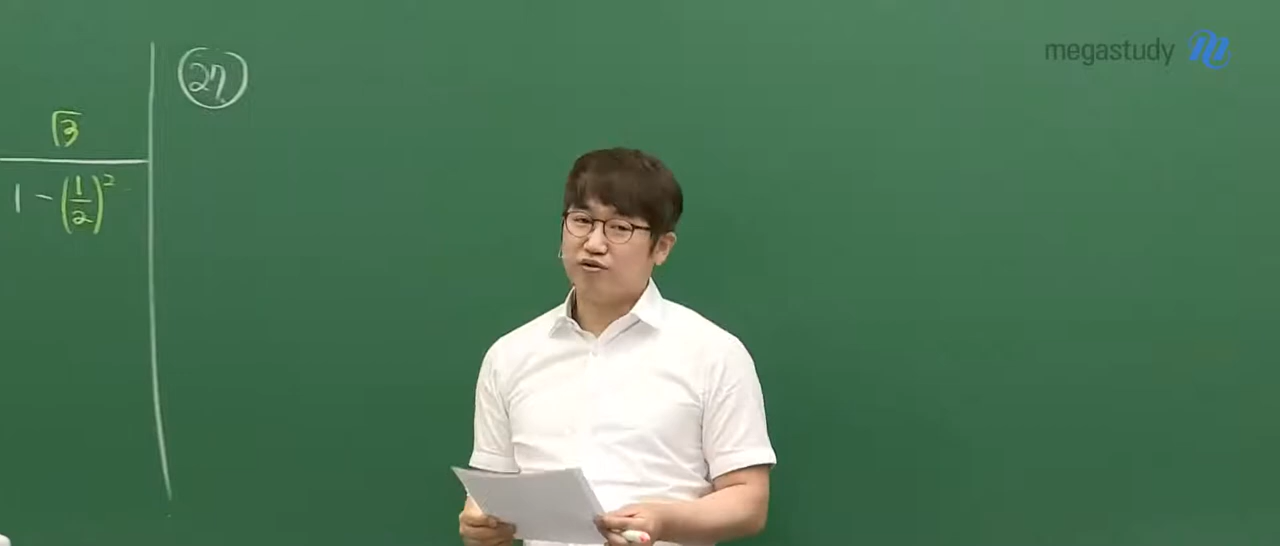 megastudy
27
√3
1 - (1/2)²